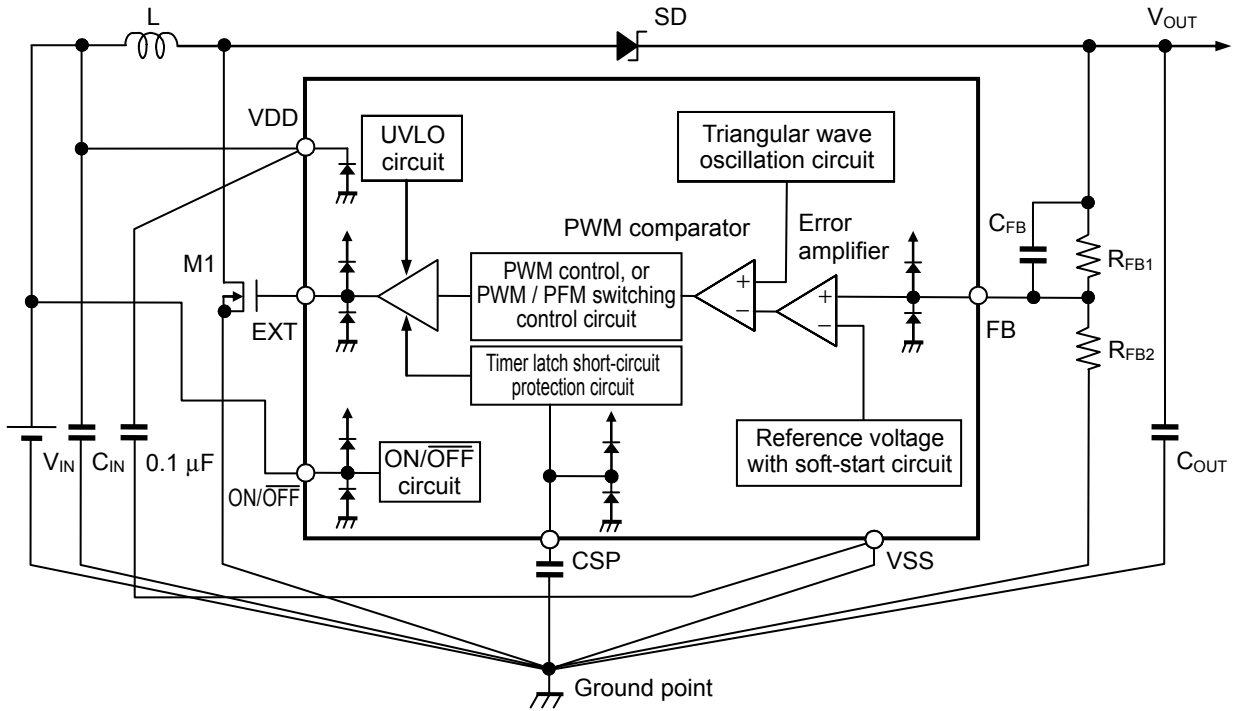 L
SD
VOUT
VDD
UVLO
circuit
Triangular wave
oscillation circuit
PWM comparator
Error
amplifier
CFB
RFB1
M1
PWM control, or
PWM / PFM switching
control circuit
+
−
+
−
EXT
FB
RFB2
Timer latch short-circuit
protection circuit
VIN
CIN
0.1 μF
ON/O̅F̅F̅
ON/O̅F̅F̅
circuit
Reference voltage
with soft-start circuit
COUT
CSP
VSS
Ground point